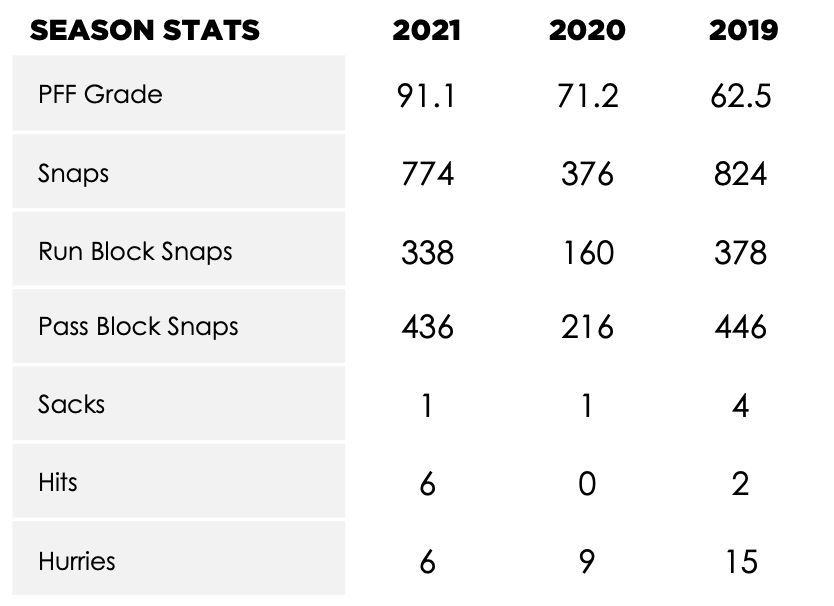 SEASON STATS 2021 2020 2019
PFF Grade 91.1 71.2 62.5
Snaps 774 376 824
Run Block Snaps 338 160 378
Pass Block Snaps 436 216 446
Sacks 1 1 4
Hits 6 0 2
Hurries 6 9 15